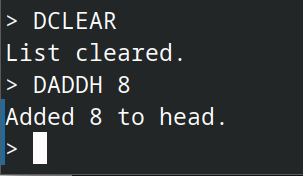 > DCLEAR
List cleared.
> DADDH 8
Added 8 to head.
>